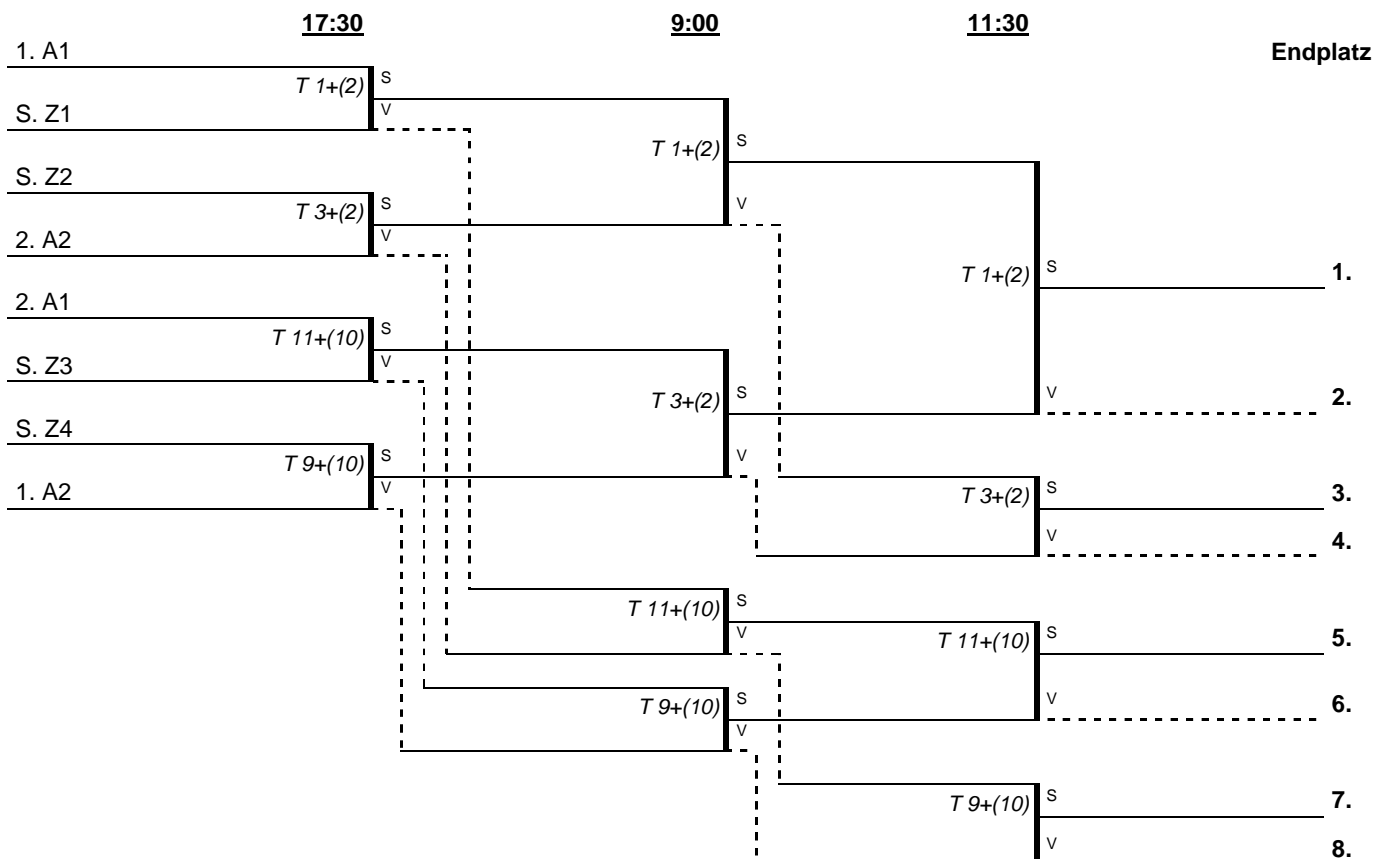 17:30 9:00 11:30
1. A1 Endplatz
T 1+(2) S
V
S. Z1
T 1+(2) S
S. Z2
T 3+(2) S V
V
2. A2
T 1+(2) S 1.
2. A1
T 11+(10) S
V
S. Z3
T 3+(2) S V 2.
S. Z4
T 9+(10) S V
V
1. A2 T 3+(2) S 3.
V 4.
T 11+(10) S
V T 11+(10) S 5.
T 9+(10) S V 6.
V
T 9+(10) S 7.
V 8.